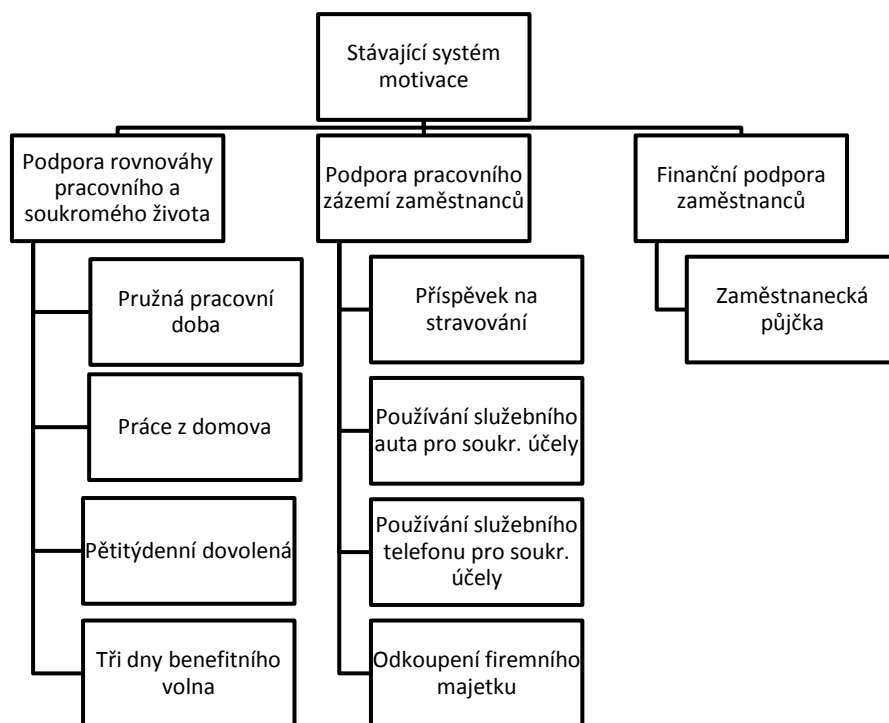 Stávající systém
motivace
Podpora rovnováhy
pracovního a
soukromého života
Pružná pracovní
doba
Práce z domova
Pětitýdenní dovolená
Tři dny benefitního
volna
Podpora pracovního
zázemí zaměstnanců
Příspěvek na
stravování
Používání služebního
auta pro soukr. účely
Používání služebního
telefonu pro soukr.
účely
Odkoupení firemního
majetku
Finanční podpora
zaměstnanců
Zaměstnanecká
půjčka